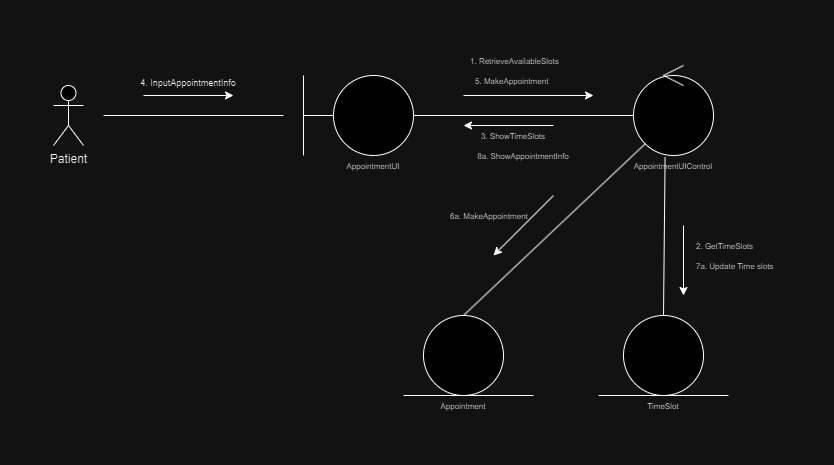 1. RetrieveAvailableSlots
4. InputAppointmentInfo
5. MakeAppointment
3. ShowTimeSlots
8a. ShowAppointmentInfo
Patient
AppointmentUI
AppointmentUIControl
6a. MakeAppointment
2. GetTimeSlots
7a. Update Time slots
Appointment
TimeSlot